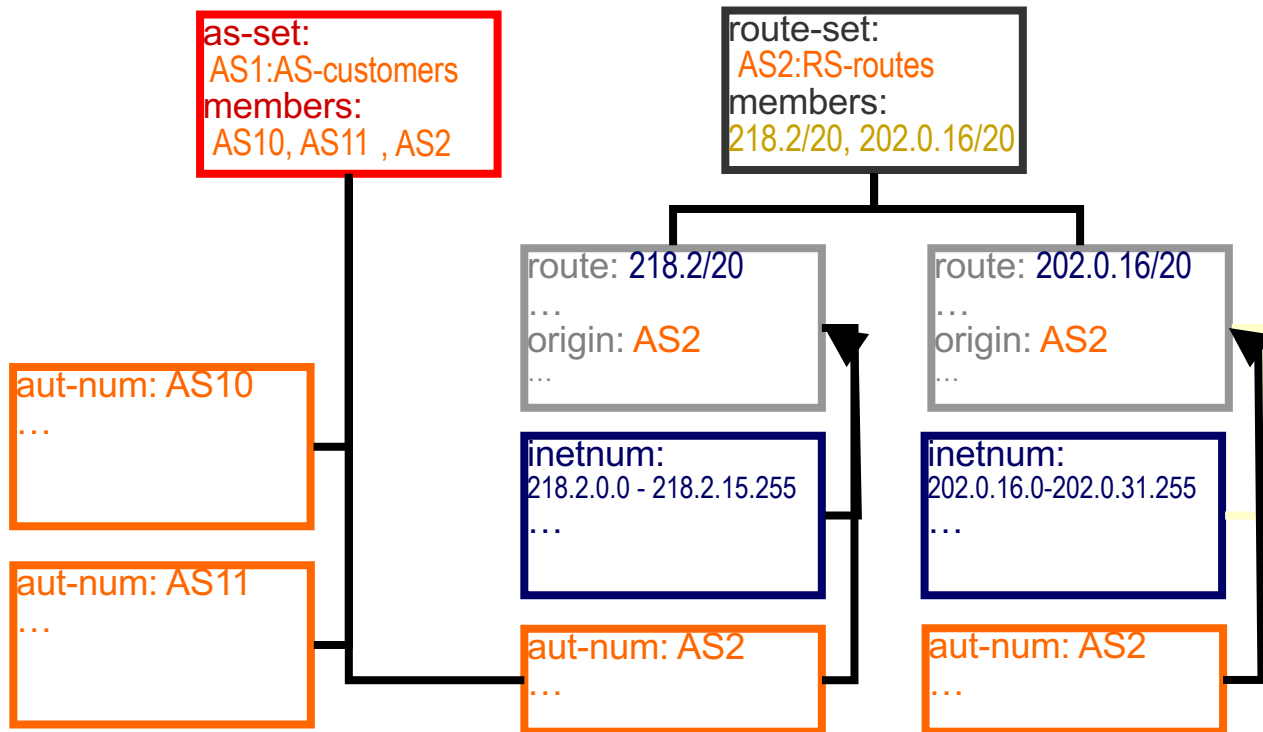 as-set:
AS1:AS-customers
members:
AS10, AS11 , AS2
route-set:
AS2:RS-routes
members:
218.2/20, 202.0.16/20
route: 218.2/20
…
origin: AS2
…
route: 202.0.16/20
…
origin: AS2
…
aut-num: AS10
…
inetnum:
218.2.0.0 - 218.2.15.255
…
inetnum:
202.0.16.0-202.0.31.255
…
aut-num: AS11
…
aut-num: AS2
…
aut-num: AS2
…